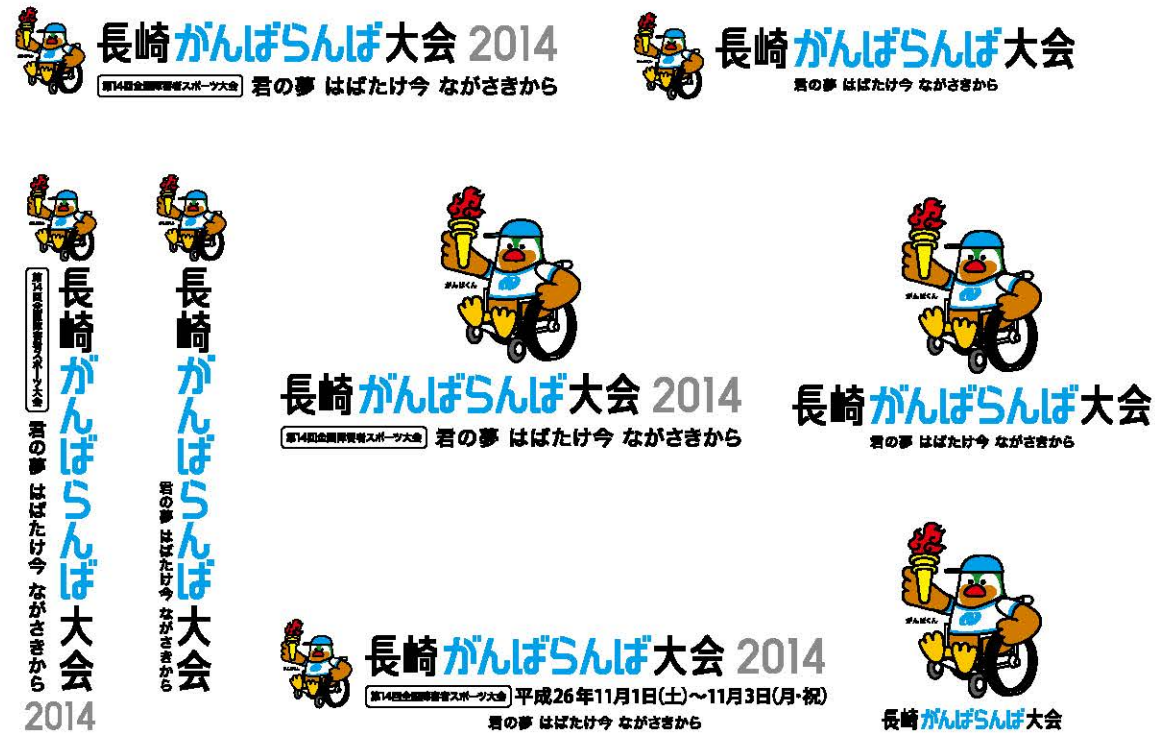 長崎がんばらんば大会 2014
第14回全国障害者スポーツ大会 君の夢 はばたけ今 ながさきから
長崎がんばらんば大会
君の夢 はばたけ今 ながさきから
長崎がんばらんば大会 2014
第14回全国障害者スポーツ大会 君の夢 はばたけ今 ながさきから
長崎がんばらんば大会
君の夢 はばたけ今 ながさきから
がんばくん
長崎がんばらんば大会 2014
第14回全国障害者スポーツ大会 君の夢 はばたけ今 ながさきから
がんばくん
長崎がんばらんば大会
君の夢 はばたけ今 ながさきから
長崎がんばらんば大会 2014
第14回全国障害者スポーツ大会 平成26年11月1日(土)~11月3日(月・祝)
君の夢 はばたけ今 ながさきから
がんばくん
長崎がんばらんば大会